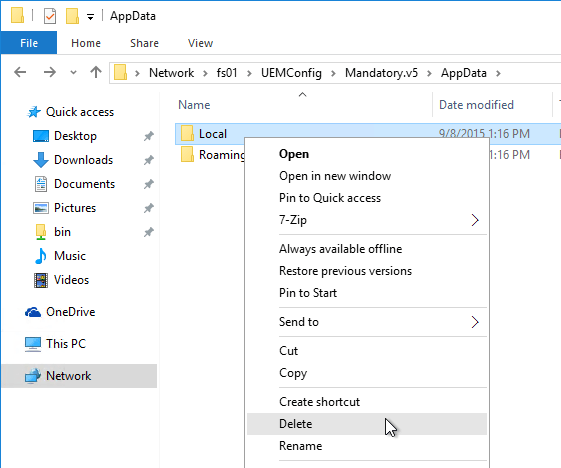 AppData
File Home Share View
Network > fs01 > UEMConfig > Mandatory.v5 > AppData >
Name Date modified
Quick access
Desktop
Downloads
Documents
Pictures
bin
Music
Videos
OneDrive
This PC
Network
Local 9/8/2015 1:16 PM
Roaming 1:16 PM
Open
Open in new window
Pin to Quick access
7-Zip
Always available offline
Restore previous versions
Pin to Start
Send to
Cut
Copy
Create shortcut
Delete
Rename